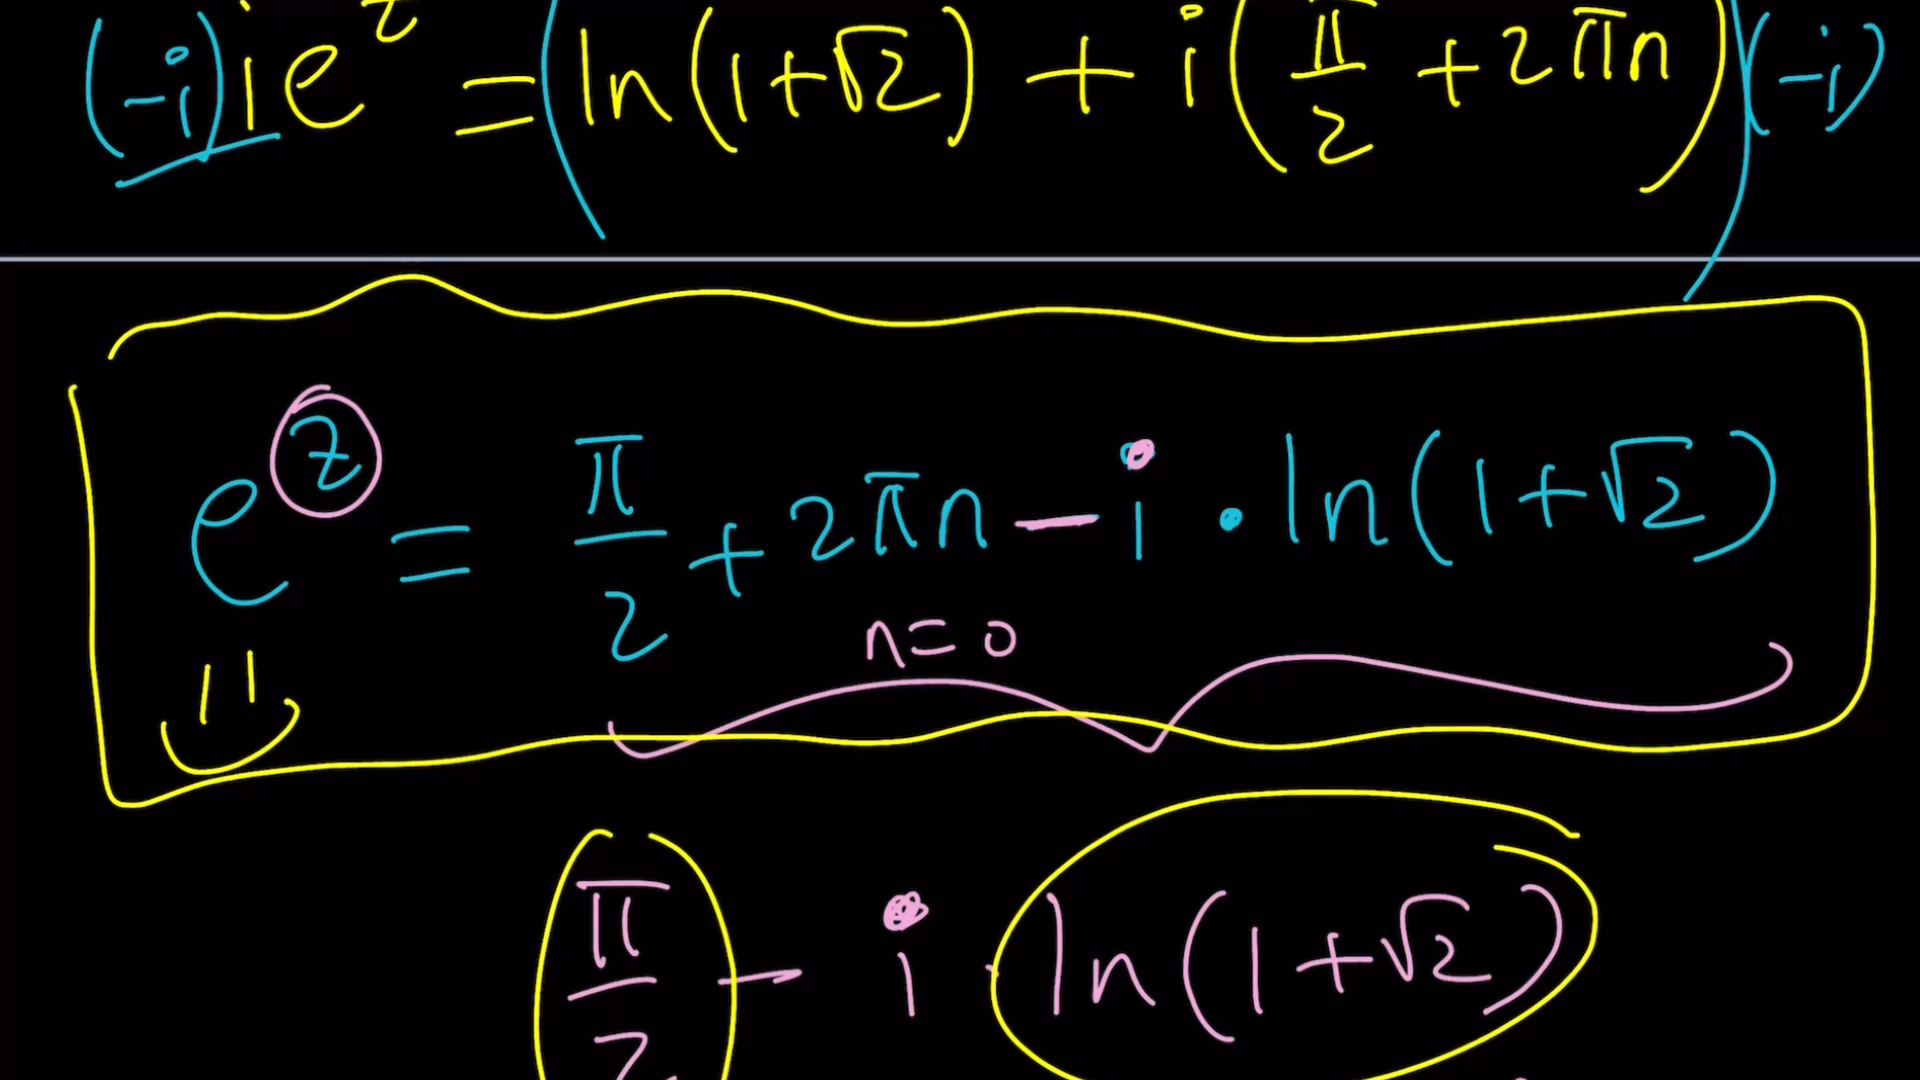 (-i) i e^z = (ln(1+√2) + i(π/2 + 2πn)) (-i)
e^z = π/2 + 2πn - i · ln(1+√2)
n = 0
π/2 - i · ln(1+√2)